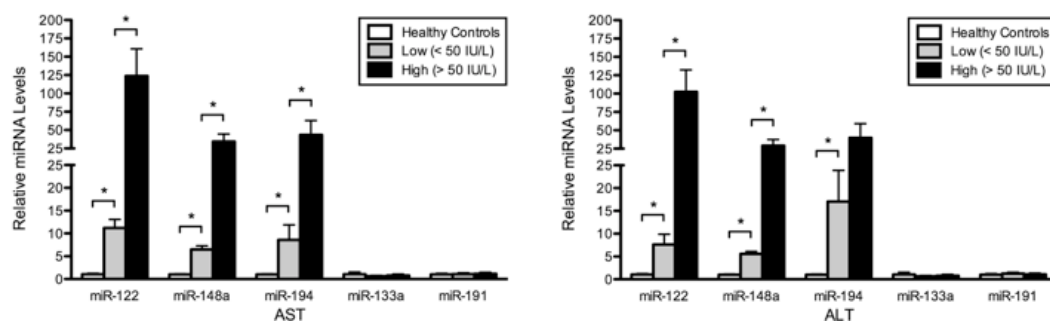 Relative miRNA Levels
200
175
150
125
100
75
50
25
25
20
15
10
5
0
* * * * * *
Healthy Controls
Low (< 50 IU/L)
High (> 50 IU/L)
miR-122 miR-148a miR-194 miR-133a miR-191
AST
Relative miRNA Levels
200
175
150
125
100
75
50
25
25
20
15
10
5
0
* * * * *
Healthy Controls
Low (< 50 IU/L)
High (> 50 IU/L)
miR-122 miR-148a miR-194 miR-133a miR-191
ALT